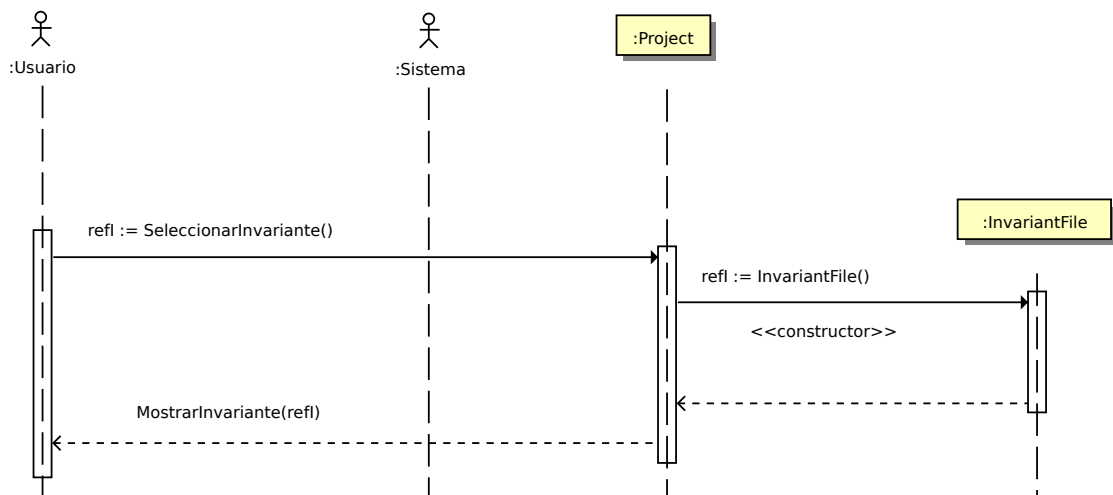 :Usuario
:Sistema
:Project
:InvariantFile
refI := SeleccionarInvariante()
refI := InvariantFile()
<<constructor>>
MostrarInvariante(refI)